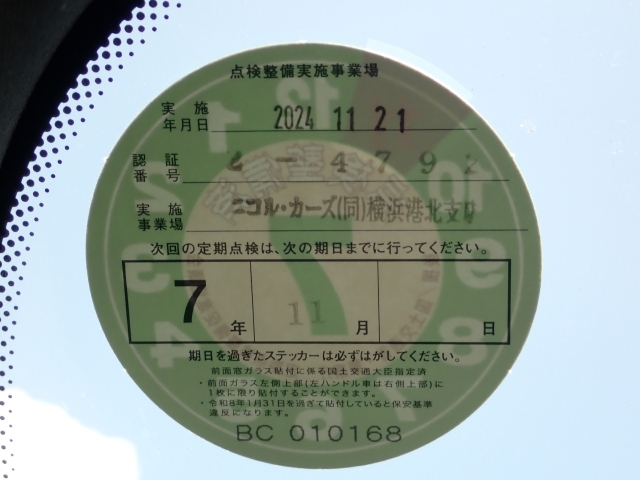 点検整備実施事業場
実施年月日 2024 11 21
認証番号 - 4792
実施事業場 ニコル・カーズ(同)横浜港北支店
次回の定期点検は、次の期日までに行ってください。
7年 11月 日
期日を過ぎたステッカーは必ずはがしてください。
前面窓ガラス貼付に係る国土交通大臣指定済
・前面ガラス左側上部(左ハンドル車は右側上部)に
1枚に限り貼付することができます。
・令和8年1月31日を過ぎて貼付していると保安基準
違反になります。
BC 010168